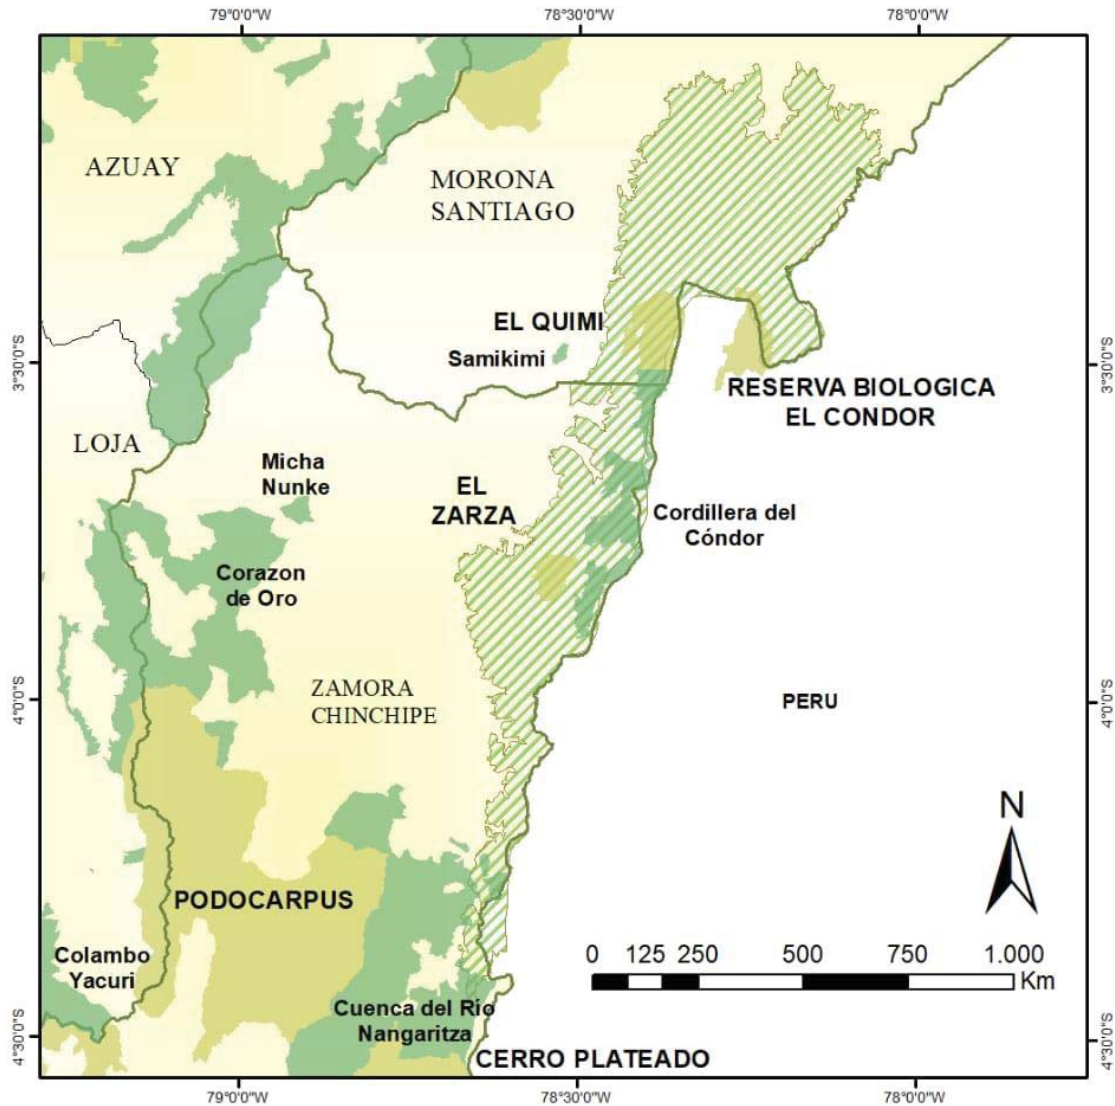 79°0'0"W
78°30'0"W
78°0'0"W
AZUAY
MORONA
SANTIAGO
EL QUIMI
Samikimi
3°30'0"S
3°30'0"S
RESERVA BIOLOGICA
EL CONDOR
LOJA
Micha
Nunke
EL
ZARZA
Cordillera del
Cóndor
Corazon
de Oro
ZAMORA
CHINCHIPE
PERU
4°0'0"S
4°0'0"S
N
PODOCARPUS
Colambo
Yacuri
0 125 250 500 750 1.000
Km
Cuenca del Rio
Nangaritza
4°30'0"S
4°30'0"S
CERRO PLATEADO
79°0'0"W
78°30'0"W
78°0'0"W